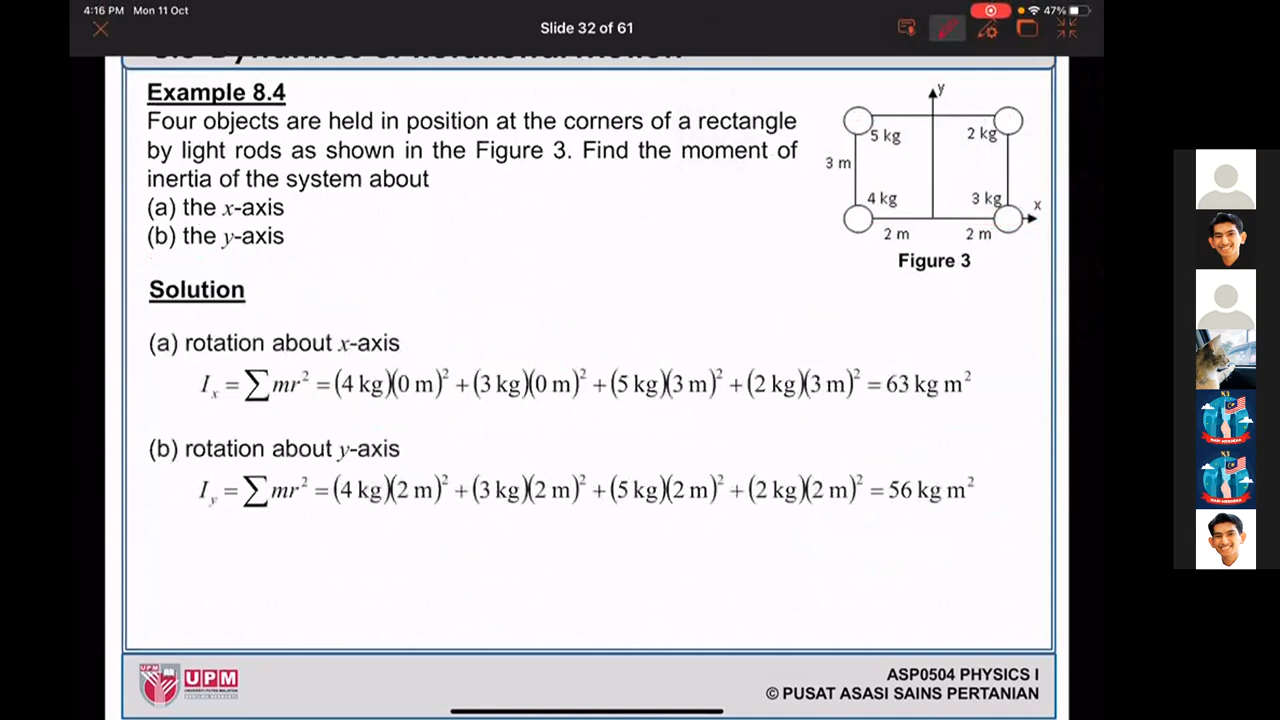 4:16 PM Mon 11 Oct
47%
Slide 32 of 61
Example 8.4
Four objects are held in position at the corners of a rectangle
by light rods as shown in the Figure 3. Find the moment of
inertia of the system about
(a) the x-axis
(b) the y-axis
y
5 kg
2 kg
3 m
4 kg
3 kg
x
2 m
2 m
Figure 3
Solution
(a) rotation about x-axis
Iₓ = ∑ mr² = (4 kg)(0 m)² + (3 kg)(0 m)² + (5 kg)(3 m)² + (2 kg)(3 m)² = 63 kg m²
(b) rotation about y-axis
I_y = ∑ mr² = (4 kg)(2 m)² + (3 kg)(2 m)² + (5 kg)(2 m)² + (2 kg)(2 m)² = 56 kg m²
UPM
UPM
ASP0504 PHYSICS I
© PUSAT ASASI SAINS PERTANIAN